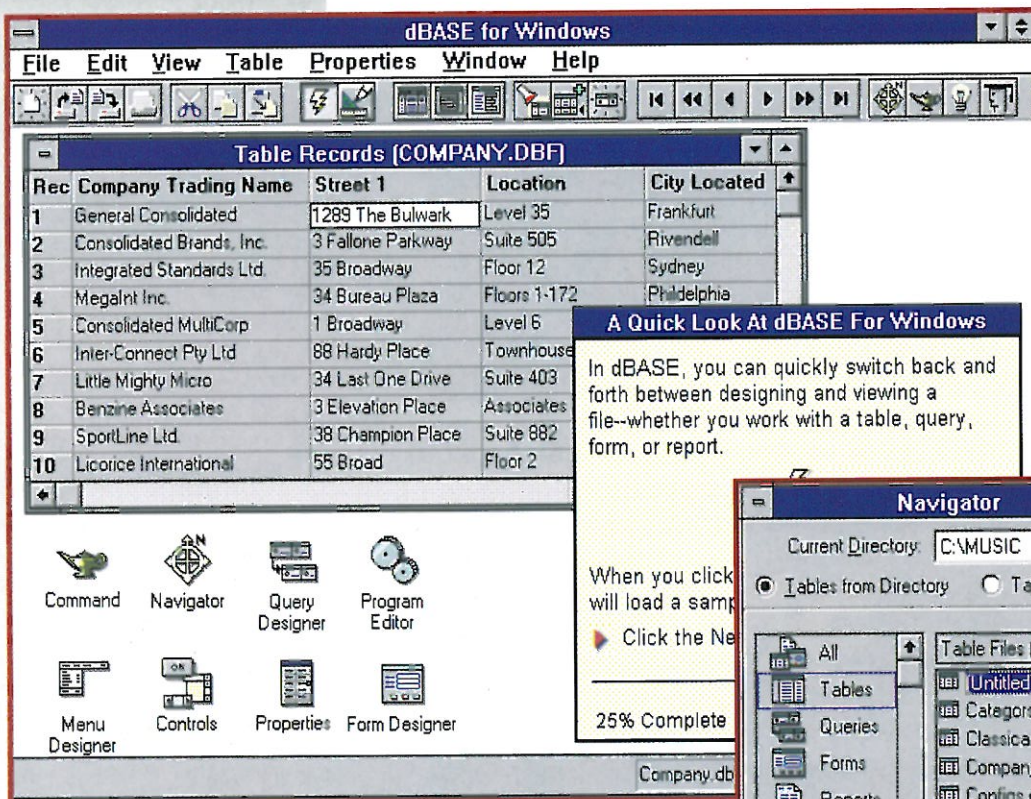 dBASE for Windows
File Edit View Table Properties Window Help
Table Records (COMPANY.DBF)
Rec Company Trading Name Street 1 Location City Located
1 General Consolidated 1289 The Bulwark Level 35 Frankfurt
2 Consolidated Brands, Inc. 3 Fallone Parkway Suite 505 Rivendell
3 Integrated Standards Ltd. 35 Broadway Floor 12 Sydney
4 MegaInt Inc. 34 Bureau Plaza Floors 1-172 Phildelphia
5 Consolidated MultiCorp 1 Broadway Level 6
6 Inter-Connect Pty Ltd 88 Hardy Place Townhouse
7 Little Mighty Micro 34 Last One Drive Suite 403
8 Benzine Associates 3 Elevation Place Associates
9 SportLine Ltd. 38 Champion Place Suite 882
10 Licorice International 55 Broad Floor 2
A Quick Look At dBASE For Windows
In dBASE, you can quickly switch back and
forth between designing and viewing a
file--whether you work with a table, query,
form, or report.
When you click
will load a samp
Click the Ne
25% Complete
Command
Navigator
Query
Designer
Program
Editor
Menu
Designer
Controls
ON
Properties
Form Designer
Company.db
Navigator
Current Directory: C:\MUSIC
Tables from Directory Ta
All
Tables
Queries
Forms
Reports
Table Files
Untitled
Categors
Classica
Compan
Configs